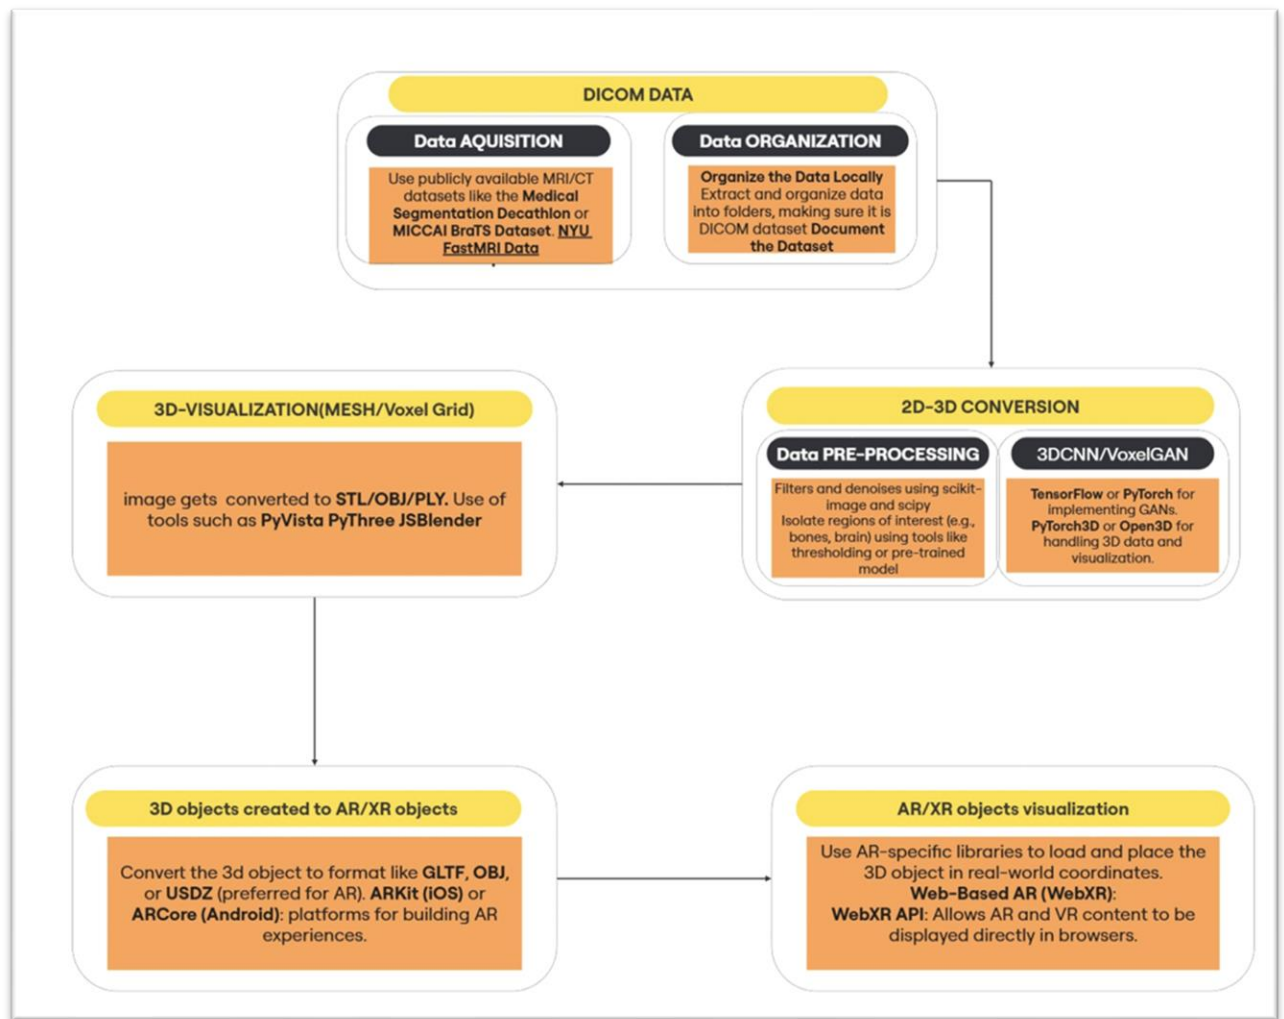 DICOM DATA
Data AQUISITION
Use publicly available MRI/CT
datasets like the Medical
Segmentation Decathlon or
MICCAI BraTS Dataset. NYU
FastMRI Data
Data ORGANIZATION
Organize the Data Locally
Extract and organize data
into folders, making sure it is
DICOM dataset Document
the Dataset
2D-3D CONVERSION
Data PRE-PROCESSING
Filters and denoises using scikit-
image and scipy
Isolate regions of interest (e.g.,
bones, brain) using tools like
thresholding or pre-trained
model
3DCNN/VoxelGAN
TensorFlow or PyTorch for
implementing GANs.
PyTorch3D or Open3D for
handling 3D data and
visualization.
3D-VISUALIZATION(MESH/Voxel Grid)
image gets converted to STL/OBJ/PLY. Use of
tools such as PyVista PyThree JSBlender
3D objects created to AR/XR objects
Convert the 3d object to format like GLTF, OBJ,
or USDZ (preferred for AR). ARKit (iOS) or
ARCore (Android): platforms for building AR
experiences.
AR/XR objects visualization
Use AR-specific libraries to load and place the
3D object in real-world coordinates.
Web-Based AR (WebXR):
WebXR API: Allows AR and VR content to be
displayed directly in browsers.